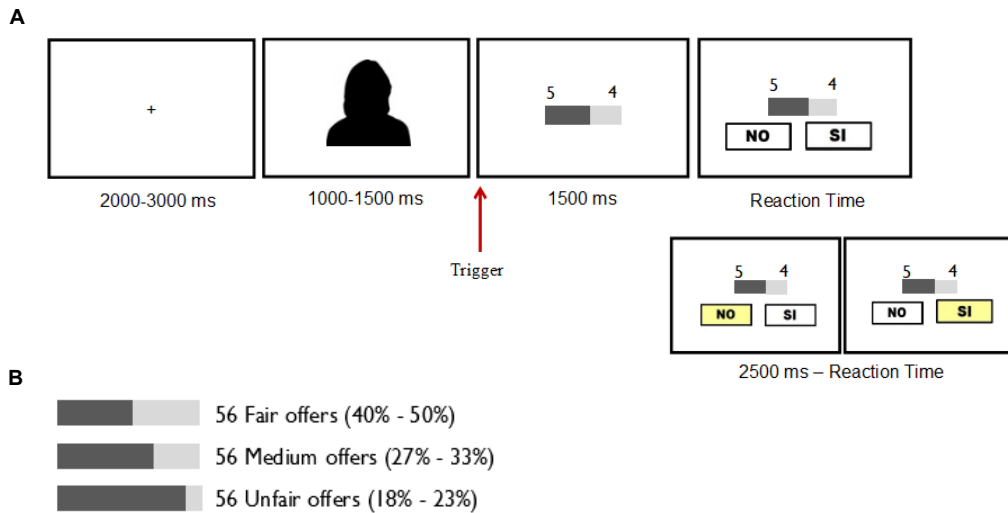 A
+
5 4
5 4
NO SI
2000-3000 ms
1000-1500 ms
1500 ms
Reaction Time
Trigger
5 4
NO SI
5 4
NO SI
2500 ms – Reaction Time
B
56 Fair offers (40% - 50%)
56 Medium offers (27% - 33%)
56 Unfair offers (18% - 23%)